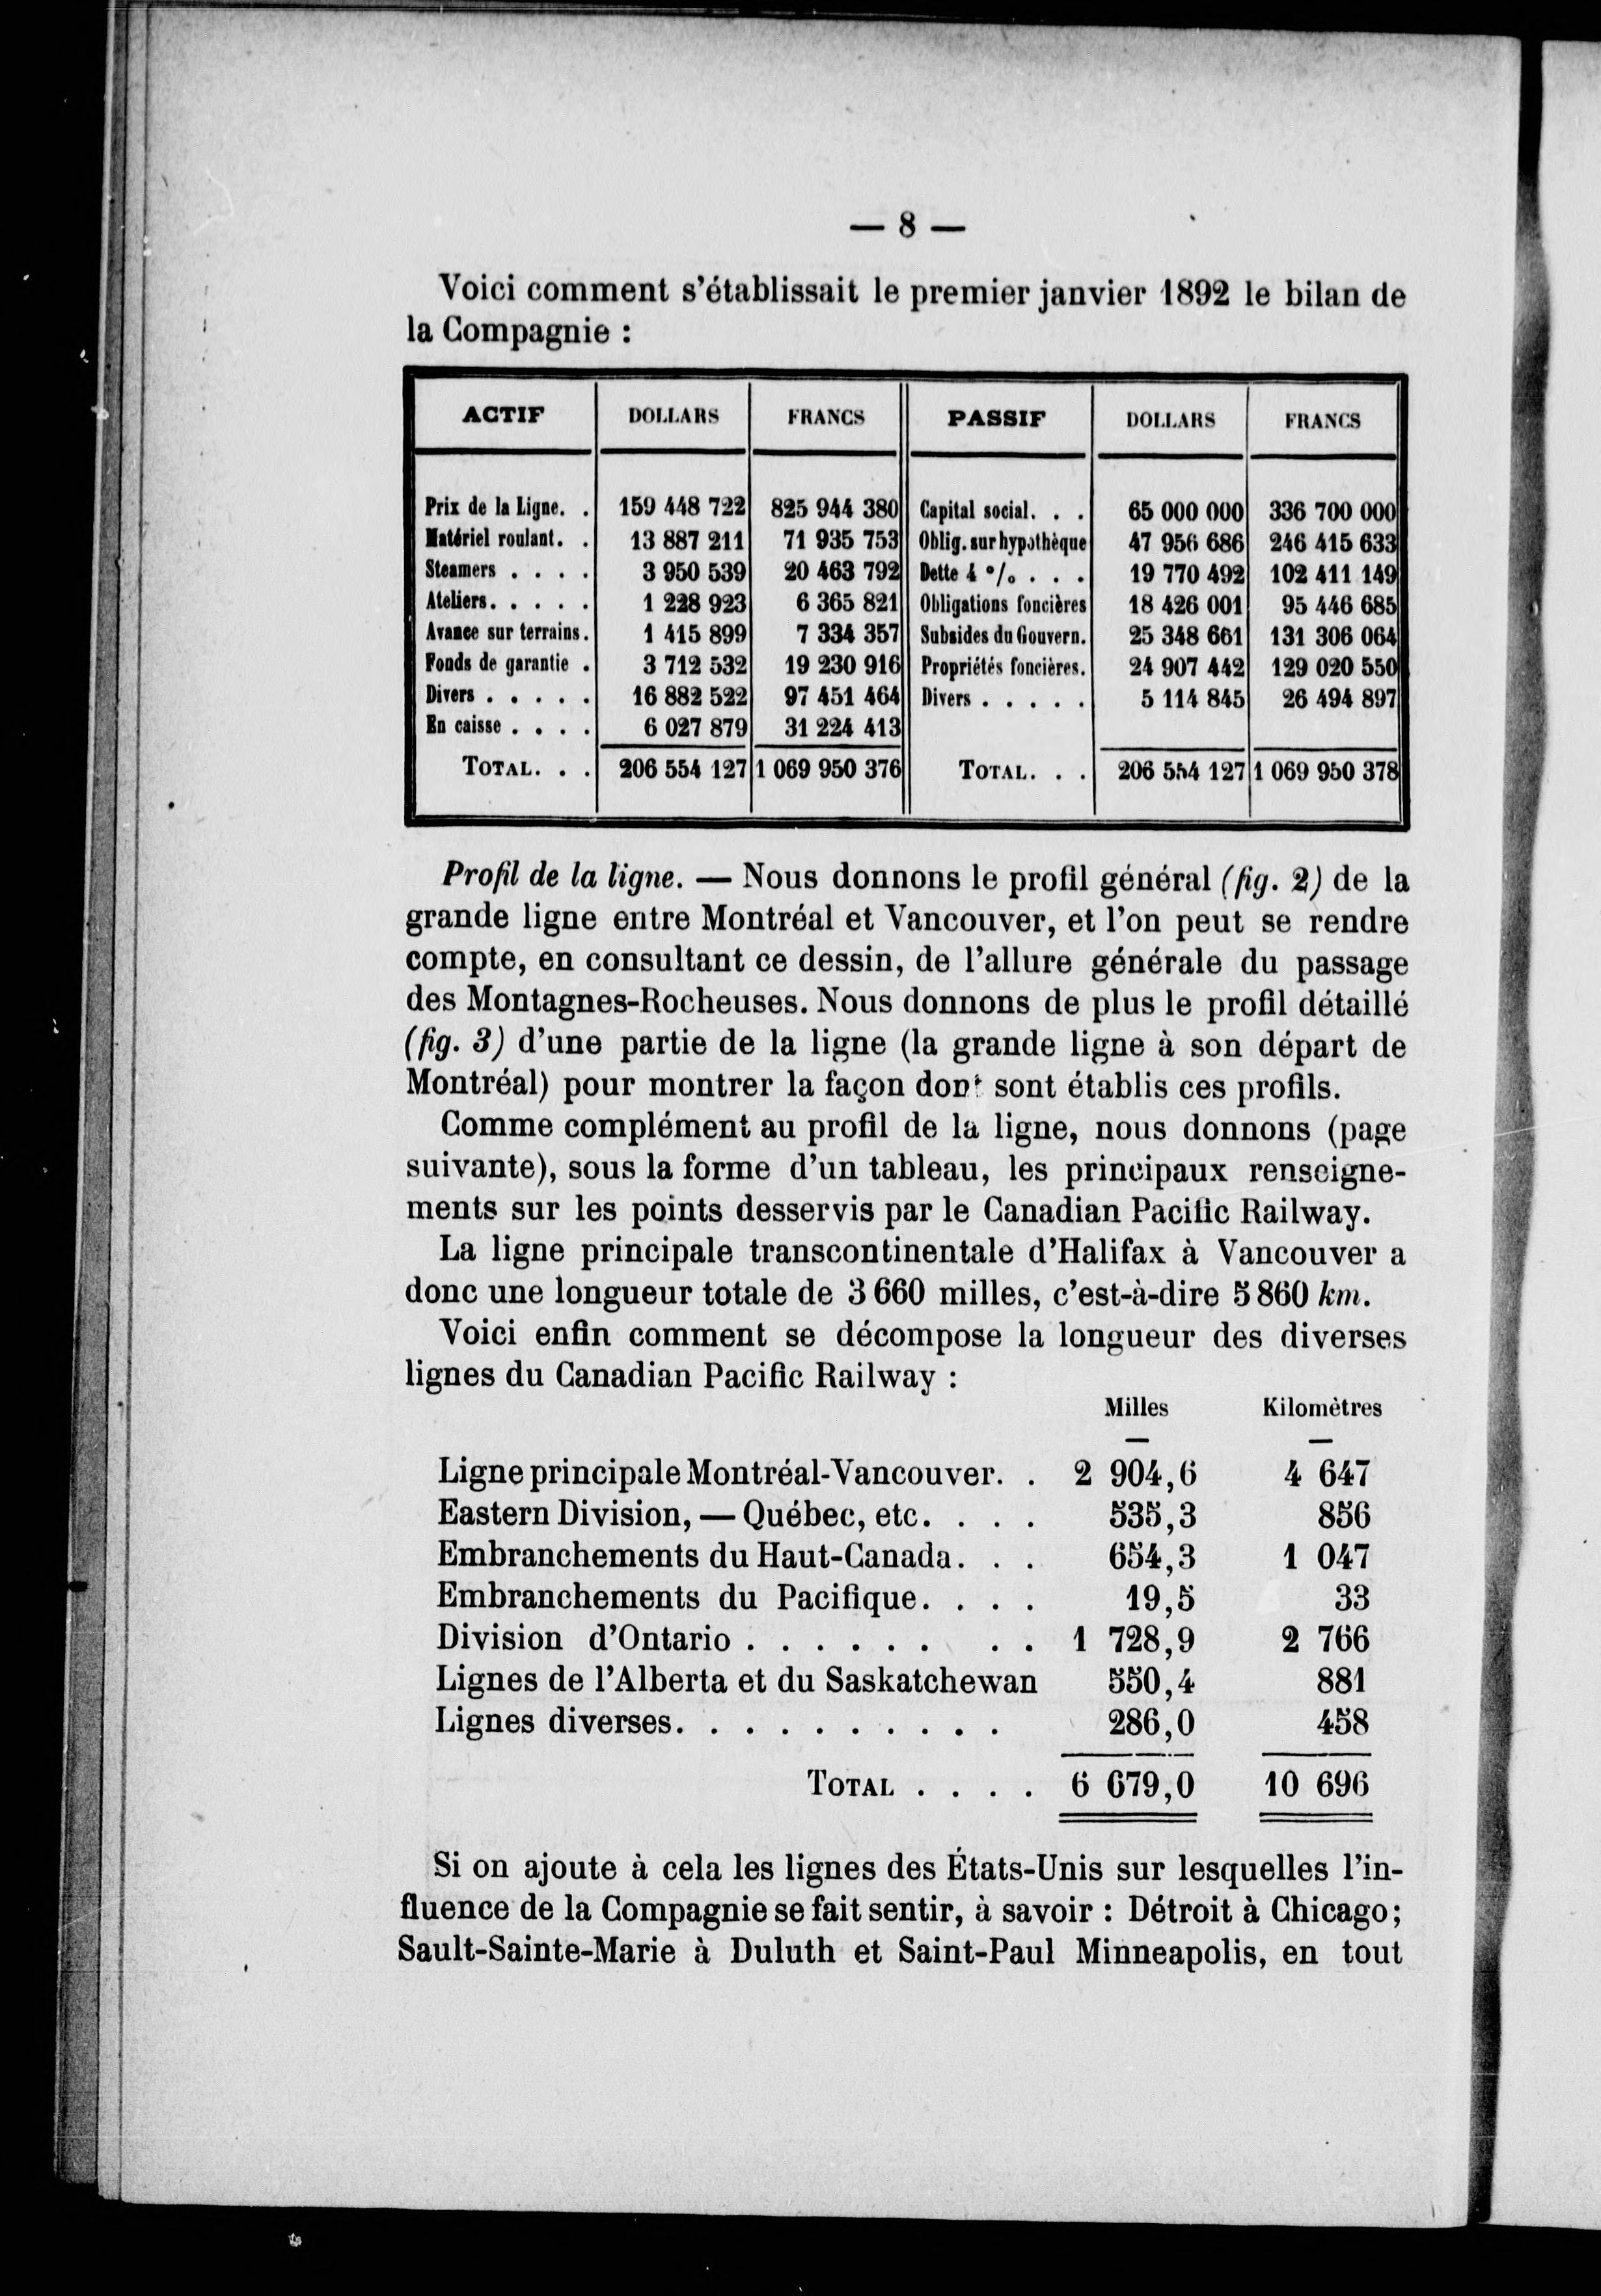 — 8 —
Voici comment s'établissait le premier janvier 1892 le bilan de
la Compagnie :
ACTIF DOLLARS FRANCS PASSIF DOLLARS FRANCS
Prix de la Ligne. . 159 448 722 825 944 380 Capital social. . . 65 000 000 336 700 000
Matériel roulant. . 13 887 211 71 935 753 Oblig. sur hypothèque 47 956 686 246 415 633
Steamers . . . . 3 950 539 20 463 792 Dette 4 % . . . 19 770 492 102 411 149
Ateliers. . . . . 1 228 923 6 365 821 Obligations foncières 18 426 001 95 446 685
Avance sur terrains. 1 415 899 7 334 357 Subsides du Gouvern. 25 348 661 131 306 064
Fonds de garantie . 3 712 532 19 230 916 Propriétés foncières. 24 907 442 129 020 550
Divers . . . . . 16 882 522 97 451 464 Divers . . . . . 5 114 845 26 494 897
En caisse . . . . 6 027 879 31 224 413
TOTAL. . . 206 554 127 1 069 950 376 TOTAL. . . 206 554 127 1 069 950 378
Profil de la ligne. — Nous donnons le profil général (fig. 2) de la
grande ligne entre Montréal et Vancouver, et l'on peut se rendre
compte, en consultant ce dessin, de l'allure générale du passage
des Montagnes-Rocheuses. Nous donnons de plus le profil détaillé
(fig. 3) d'une partie de la ligne (la grande ligne à son départ de
Montréal) pour montrer la façon dont sont établis ces profils.
Comme complément au profil de la ligne, nous donnons (page
suivante), sous la forme d'un tableau, les principaux renseigne-
ments sur les points desservis par le Canadian Pacific Railway.
La ligne principale transcontinentale d'Halifax à Vancouver a
donc une longueur totale de 3 660 milles, c'est-à-dire 5 860 km.
Voici enfin comment se décompose la longueur des diverses
lignes du Canadian Pacific Railway :
Milles Kilomètres
— —
Ligne principale Montréal-Vancouver. . 2 904,6 4 647
Eastern Division, — Québec, etc. . . . 535,3 856
Embranchements du Haut-Canada. . . 654,3 1 047
Embranchements du Pacifique. . . . 19,5 33
Division d'Ontario . . . . . . . . 1 728,9 2 766
Lignes de l'Alberta et du Saskatchewan 550,4 881
Lignes diverses. . . . . . . . . . 286,0 458
TOTAL . . . . 6 679,0 10 696
Si on ajoute à cela les lignes des États-Unis sur lesquelles l'in-
fluence de la Compagnie se fait sentir, à savoir : Détroit à Chicago;
Sault-Sainte-Marie à Duluth et Saint-Paul Minneapolis, en tout